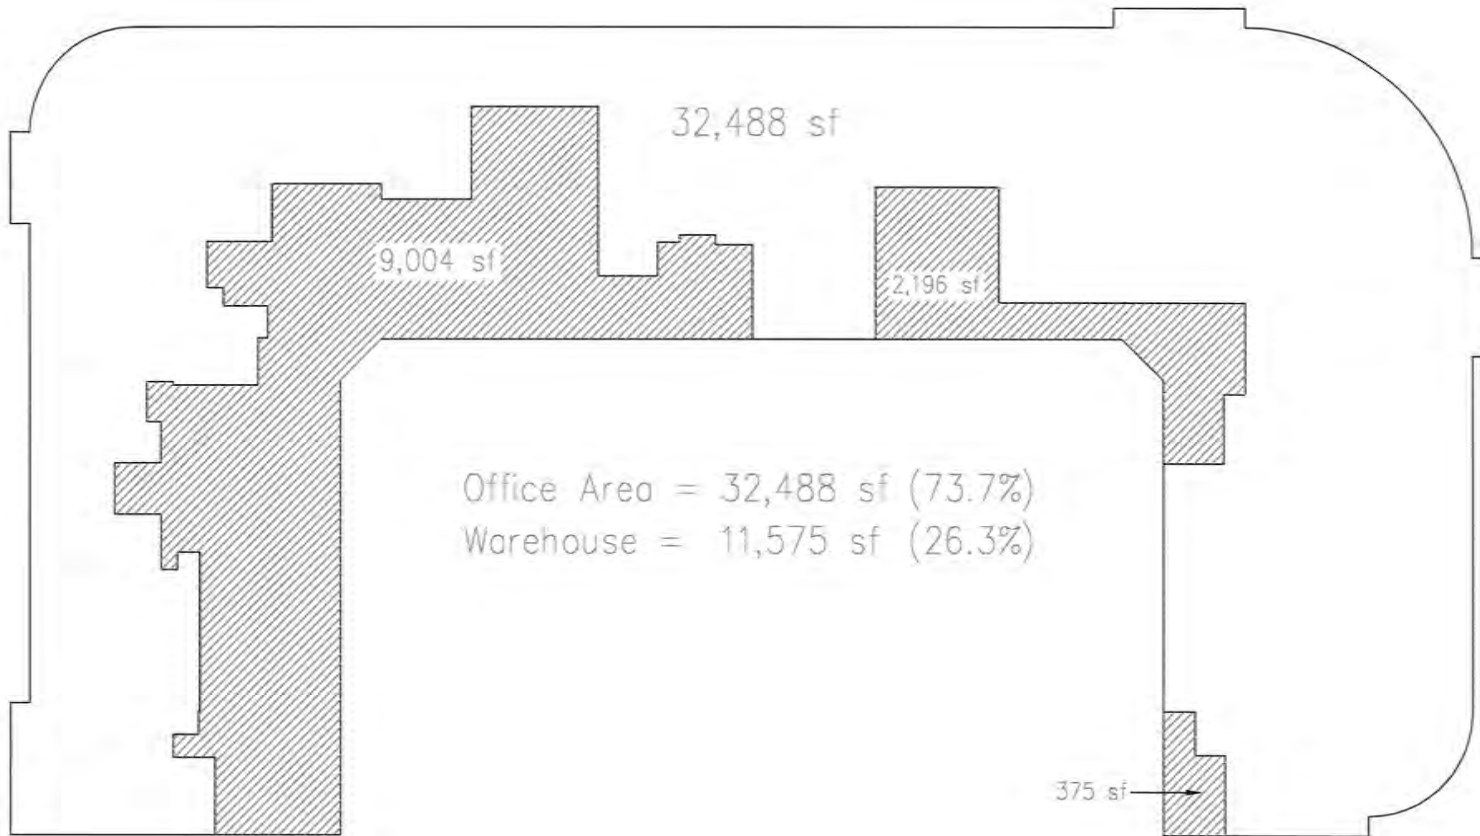 32,488 sf
9,004 sf
2,196 sf
Office Area = 32,488 sf (73.7%)
Warehouse = 11,575 sf (26.3%)
375 sf